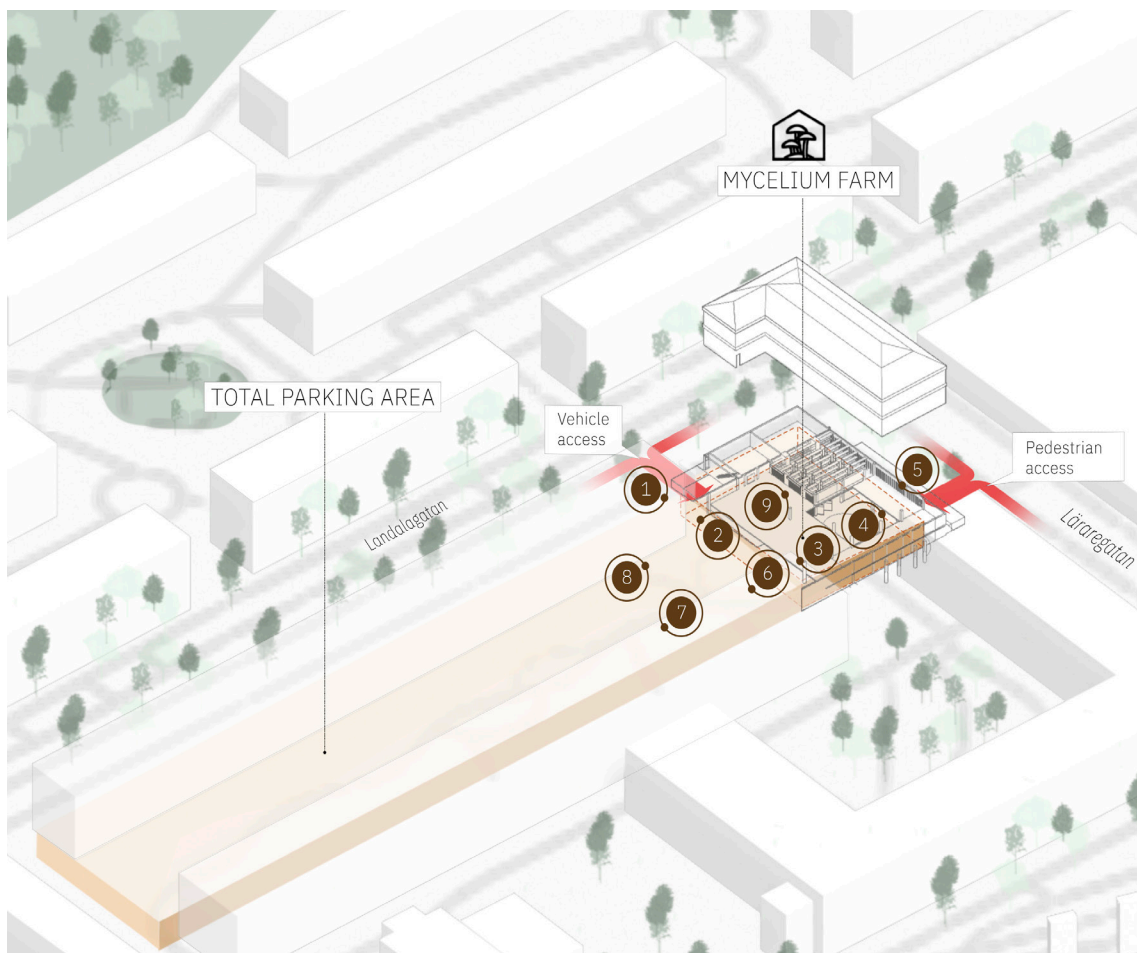 MYCELIUM FARM
TOTAL PARKING AREA
Vehicle
access
Pedestrian
access
Landalagatan
Läraregatan
1
2
3
4
5
6
7
8
9